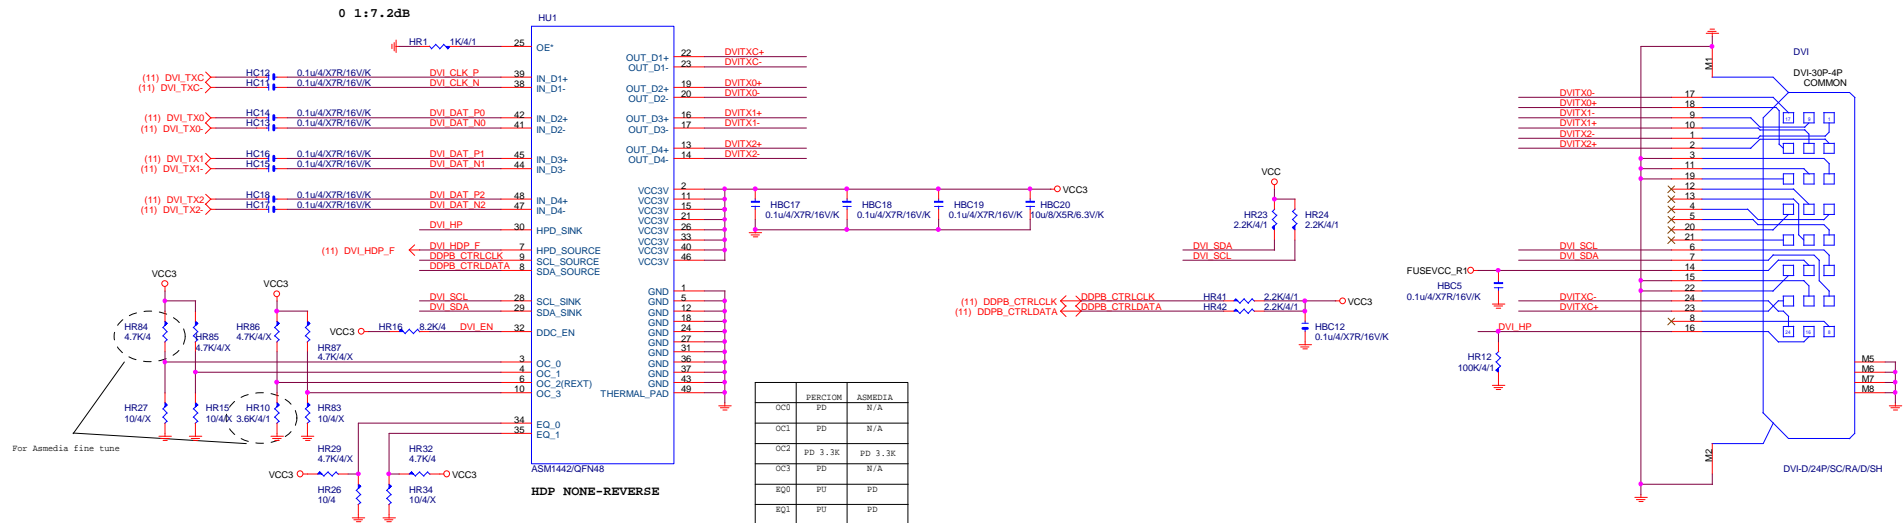 0 1:7.2dB
HU1
HR1 1K/4/1 25 OE*
(11) DVI_TXC HC12 0.1u/4/X7R/16V/K DVI_CLK_P 39 IN_D1+
(11) DVI_TXC- HC11 0.1u/4/X7R/16V/K DVI_CLK_N 38 IN_D1-
(11) DVI_TX0 HC14 0.1u/4/X7R/16V/K DVI_DAT_P0 42 IN_D2+
(11) DVI_TX0- HC13 0.1u/4/X7R/16V/K DVI_DAT_N0 41 IN_D2-
(11) DVI_TX1 HC16 0.1u/4/X7R/16V/K DVI_DAT_P1 45 IN_D3+
(11) DVI_TX1- HC15 0.1u/4/X7R/16V/K DVI_DAT_N1 44 IN_D3-
(11) DVI_TX2 HC18 0.1u/4/X7R/16V/K DVI_DAT_P2 48 IN_D4+
(11) DVI_TX2- HC17 0.1u/4/X7R/16V/K DVI_DAT_N2 47 IN_D4-
DVI_HP 30 HPD_SINK
(11) DVI_HDP_F DVI_HDP_F 7 HPD_SOURCE
DDPB_CTRLCLK 9 SCL_SOURCE
DDPB_CTRLDATA 8 SDA_SOURCE
DVI_SCL 28 SCL_SINK
DVI_SDA 29 SDA_SINK
VCC3 HR16 8.2K/4 DVI_EN 32 DDC_EN
3 OC_0
4 OC_1
6 OC_2(REXT)
10 OC_3
34 EQ_0
35 EQ_1
OUT_D1+ 22 DVITXC+
OUT_D1- 23 DVITXC-
OUT_D2+ 19 DVITX0+
OUT_D2- 20 DVITX0-
OUT_D3+ 16 DVITX1+
OUT_D3- 17 DVITX1-
OUT_D4+ 13 DVITX2+
OUT_D4- 14 DVITX2-
VCC3V 2
VCC3V 11
VCC3V 15
VCC3V 21
VCC3V 26
VCC3V 33
VCC3V 40
VCC3V 46
GND 1
GND 5
GND 12
GND 18
GND 24
GND 27
GND 31
GND 36
GND 37
GND 43
THERMAL_PAD 49
ASM1442/QFN48
HDP NONE-REVERSE
VCC3
HBC17
0.1u/4/X7R/16V/K
HBC18
0.1u/4/X7R/16V/K
HBC19
0.1u/4/X7R/16V/K
HBC20
10u/8/X5R/6.3V/K
VCC3
VCC3
HR84
4.7K/4
HR85
4.7K/4/X
HR86
4.7K/4/X
HR87
4.7K/4/X
HR27
10/4/X
HR15
10/4/X
HR10
3.6K/4/1
HR83
10/4/X
For Asmedia fine tune
HR29
4.7K/4/X
VCC3
HR26
10/4
HR32
4.7K/4
VCC3
HR34
10/4/X
PERCIOM ASMEDIA
OC0 PD N/A
OC1 PD N/A
OC2 PD 3.3K PD 3.3K
OC3 PD N/A
EQ0 PU PD
EQ1 PU PD
VCC
HR23
2.2K/4/1
HR24
2.2K/4/1
DVI_SDA
DVI_SCL
(11) DDPB_CTRLCLK DDPB_CTRLCLK HR41 2.2K/4/1 VCC3
(11) DDPB_CTRLDATA DDPB_CTRLDATA HR42 2.2K/4/1
HBC12
0.1u/4/X7R/16V/K
DVI
DVI-30P-4P
COMMON
M1
DVITX0- 17
DVITX0+ 18
DVITX1- 9
DVITX1+ 10
DVITX2- 1
DVITX2+ 2
3
11
19
12
13
4
5
20
21
DVI_SCL 6
DVI_SDA 7
FUSEVCC_R1 14
15
22
DVITXC- 24
DVITXC+ 23
8
DVI_HP 16
HBC5
0.1u/4/X7R/16V/K
HR12
100K/4/1
17 9 1
24 16 8
M5
M6
M7
M8
M2
DVI-D/24P/SC/RA/D/SH